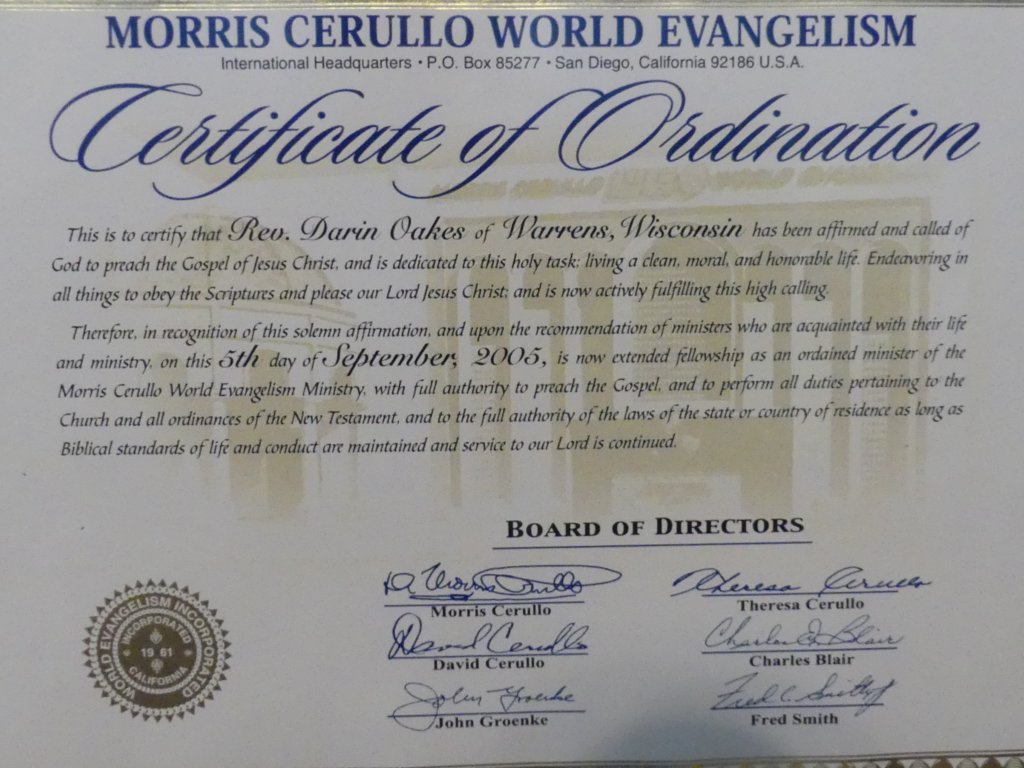 MORRIS CERULLO WORLD EVANGELISM
International Headquarters • P.O. Box 85277 • San Diego, California 92186 U.S.A.
Certificate of Ordination
This is to certify that Rev. Darin Oakes of Warrens, Wisconsin has been affirmed and called of
God to preach the Gospel of Jesus Christ, and is dedicated to this holy task; living a clean, moral, and honorable life. Endeavoring in
all things to obey the Scriptures and please our Lord Jesus Christ; and is now actively fulfilling this high calling.
Therefore, in recognition of this solemn affirmation, and upon the recommendation of ministers who are acquainted with their life
and ministry, on this 5th day of September, 2005, is now extended fellowship as an ordained minister of the
Morris Cerullo World Evangelism Ministry, with full authority to preach the Gospel, and to perform all duties pertaining to the
Church and all ordinances of the New Testament, and to the full authority of the laws of the state or country of residence as long as
Biblical standards of life and conduct are maintained and service to our Lord is continued.
BOARD OF DIRECTORS
Morris Cerullo
Theresa Cerullo
Theresa Cerullo
David Cerullo
David Cerullo
Charles Blair
John Groenke
John Groenke
Fred Smith
WORLD EVANGELISM INCORPORATED
INCORPORATED
1961
CALIFORNIA